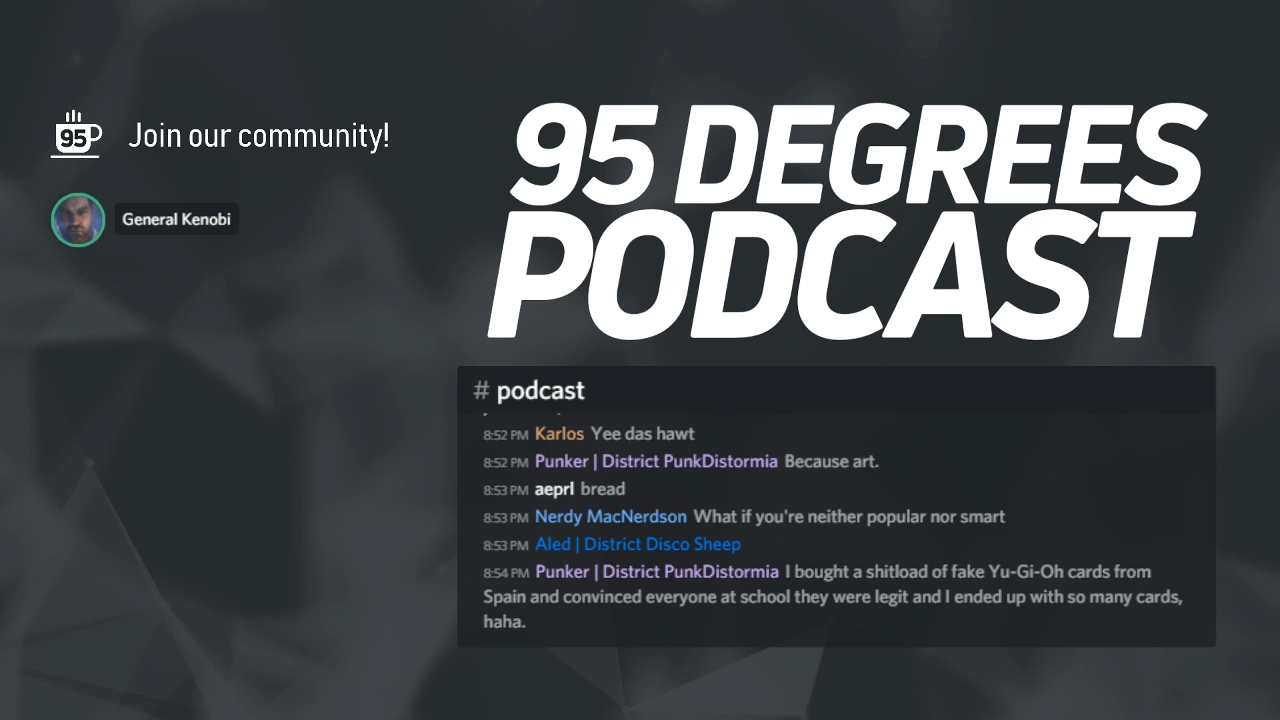 95
Join our community!
General Kenobi
95 DEGREES
PODCAST
# podcast
8:52 PM Karlos Yee das hawt
8:52 PM Punker | District PunkDistormia Because art.
8:53 PM aeprl bread
8:53 PM Nerdy MacNerdson What if you're neither popular nor smart
8:53 PM Aled | District Disco Sheep
8:54 PM Punker | District PunkDistormia I bought a shitload of fake Yu-Gi-Oh cards from
Spain and convinced everyone at school they were legit and I ended up with so many cards,
haha.